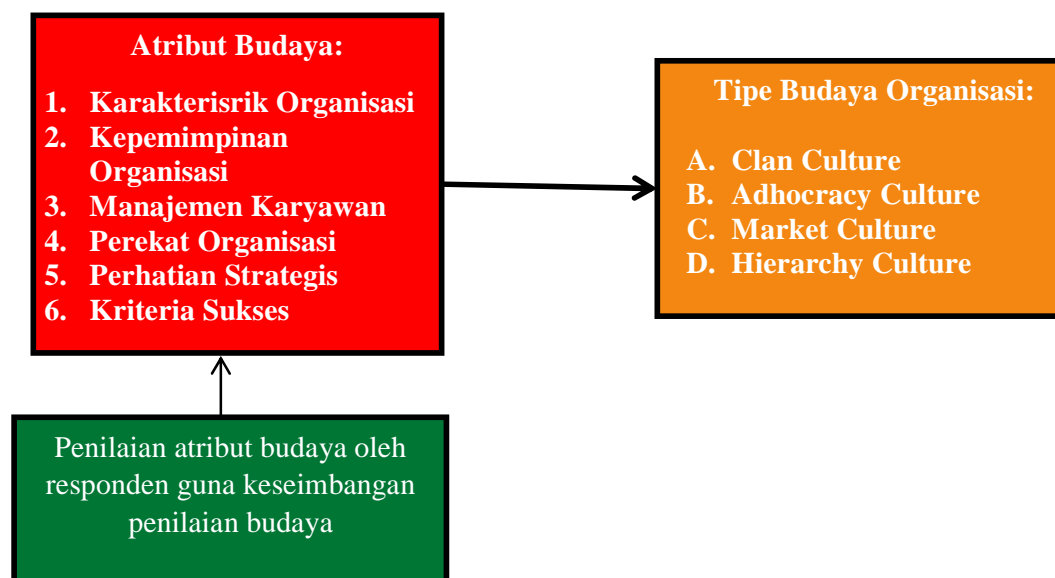 Atribut Budaya:
1. Karakterisrik Organisasi
2. Kepemimpinan
Organisasi
3. Manajemen Karyawan
4. Perekat Organisasi
5. Perhatian Strategis
6. Kriteria Sukses
Tipe Budaya Organisasi:
A. Clan Culture
B. Adhocracy Culture
C. Market Culture
D. Hierarchy Culture
Penilaian atribut budaya oleh
responden guna keseimbangan
penilaian budaya